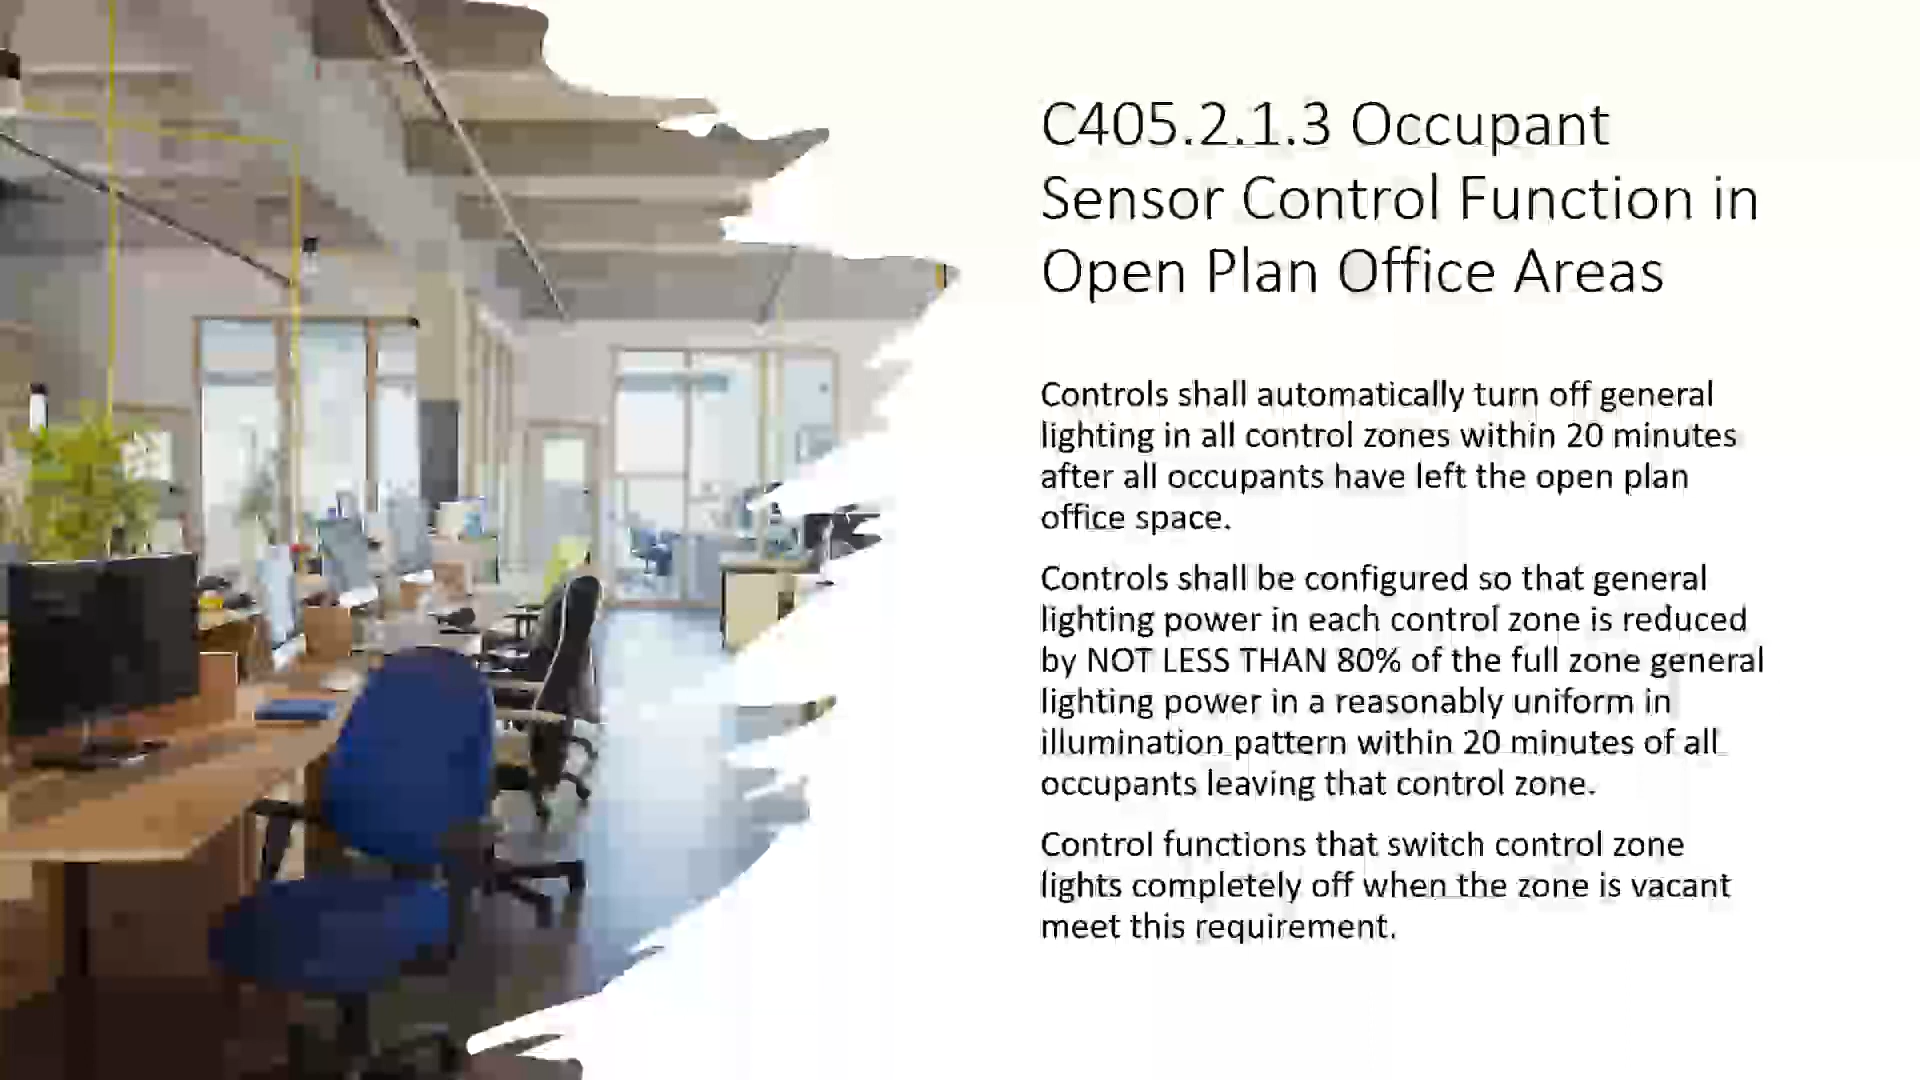 C405.2.1.3 Occupant
Sensor Control Function in
Open Plan Office Areas
Controls shall automatically turn off general
lighting in all control zones within 20 minutes
after all occupants have left the open plan
office space.
Controls shall be configured so that general
lighting power in each control zone is reduced
by NOT LESS THAN 80% of the full zone general
lighting power in a reasonably uniform in
illumination pattern within 20 minutes of all
occupants leaving that control zone.
Control functions that switch control zone
lights completely off when the zone is vacant
meet this requirement.